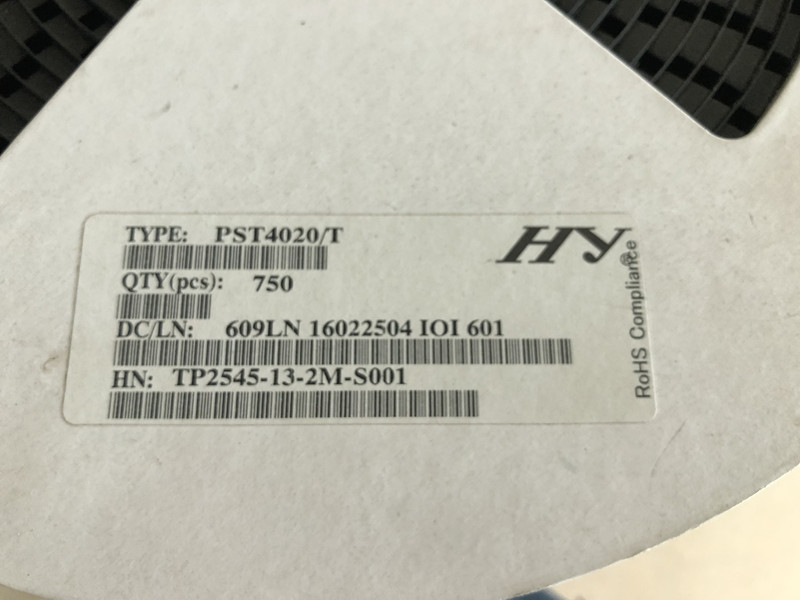 TYPE: PST4020/T
HY®
QTY(pcs): 750
DC/LN: 609LN 16022504 IOI 601
HN: TP2545-13-2M-S001
RoHS Compliance